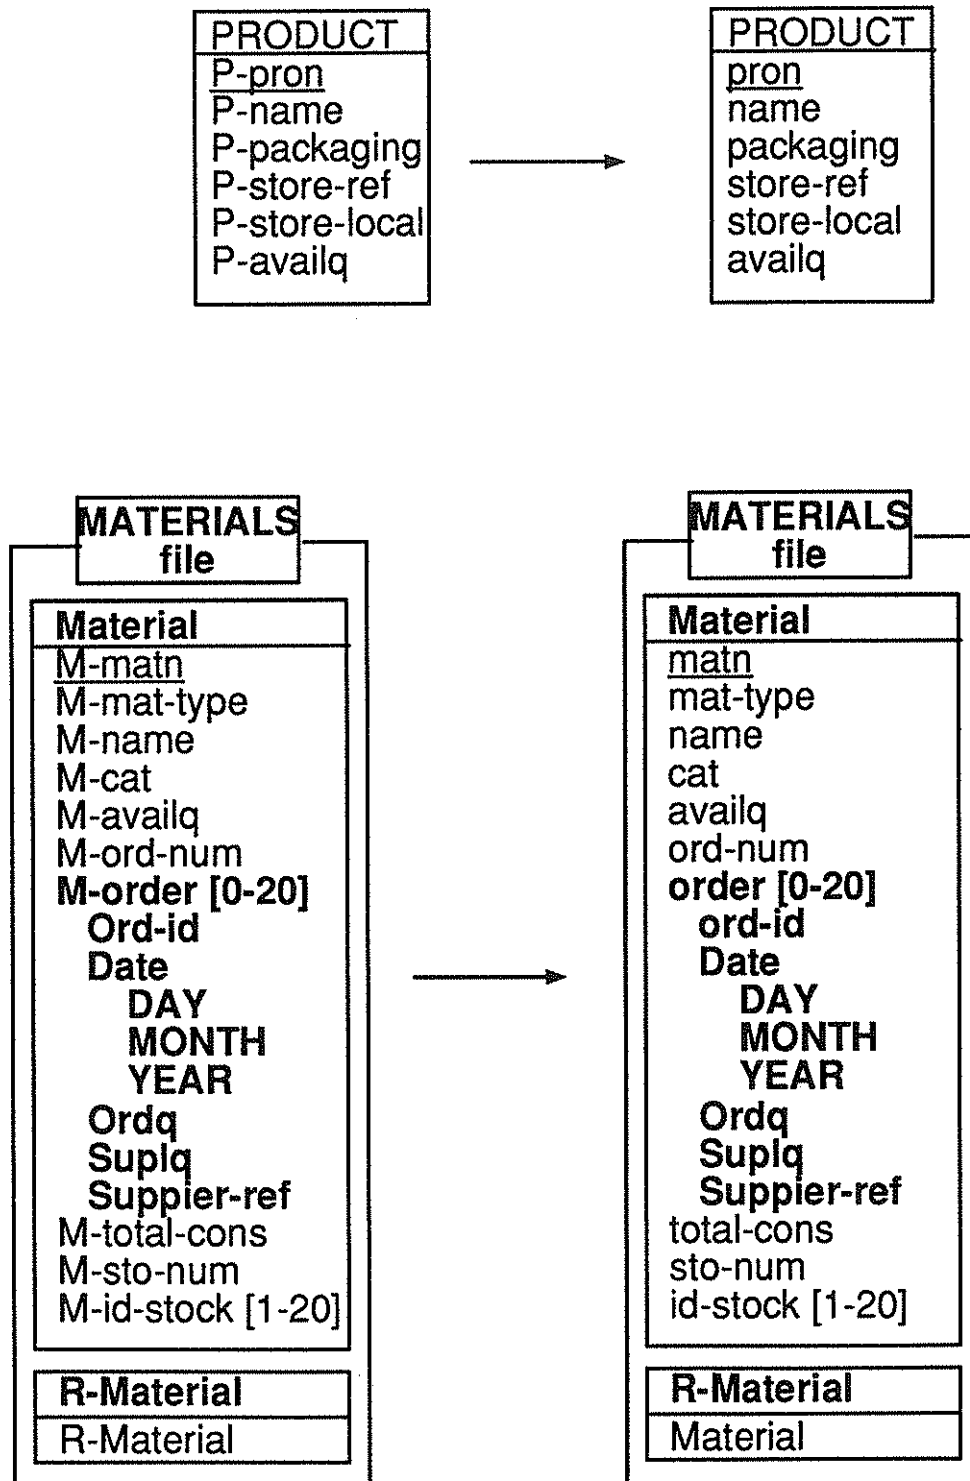 PRODUCT
P-pron
P-name
P-packaging
P-store-ref
P-store-local
P-availq
PRODUCT
pron
name
packaging
store-ref
store-local
availq
MATERIALS
file
Material
M-matn
M-mat-type
M-name
M-cat
M-availq
M-ord-num
M-order [0-20]
Ord-id
Date
DAY
MONTH
YEAR
Ordq
Suplq
Suppier-ref
M-total-cons
M-sto-num
M-id-stock [1-20]
R-Material
R-Material
MATERIALS
file
Material
matn
mat-type
name
cat
availq
ord-num
order [0-20]
ord-id
Date
DAY
MONTH
YEAR
Ordq
Suplq
Suppier-ref
total-cons
sto-num
id-stock [1-20]
R-Material
Material